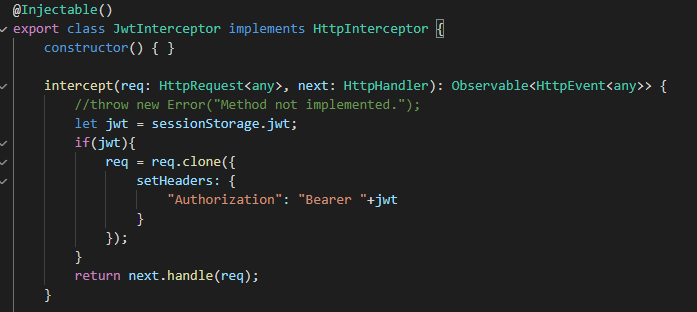 @Injectable()
export class JwtInterceptor implements HttpInterceptor {
    constructor() { }

    intercept(req: HttpRequest<any>, next: HttpHandler): Observable<HttpEvent<any>> {
        //throw new Error("Method not implemented.");
        let jwt = sessionStorage.jwt;
        if(jwt){
            req = req.clone({
                setHeaders: {
                    "Authorization": "Bearer "+jwt
                }
            });
        }
        return next.handle(req);
    }